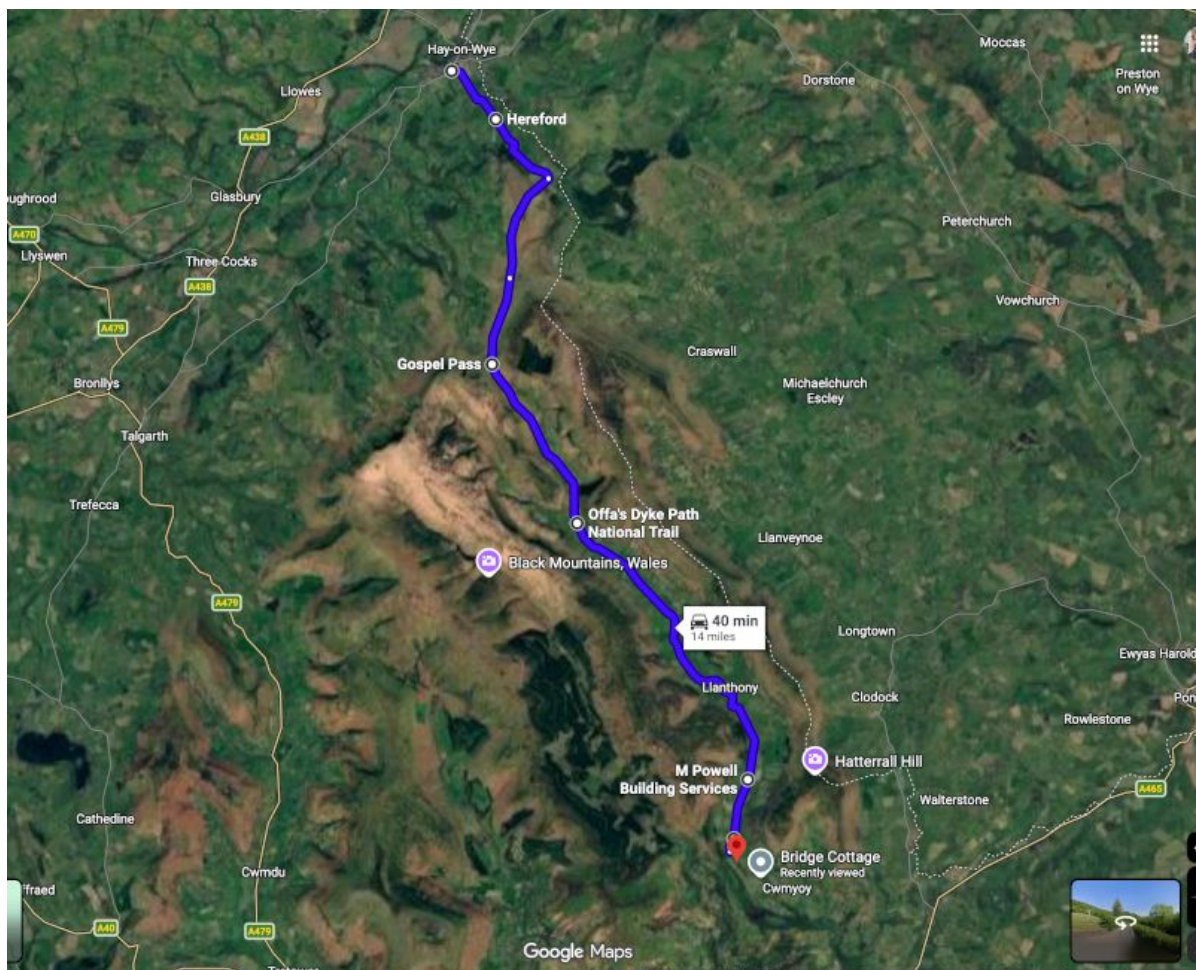 Hay-on-Wye
Moccas
Preston
on Wye
Dorstone
Llowes
Hereford
A438
Glasbury
oughrood
A470
Llyswen
Peterchurch
Three Cocks
A438
Vowchurch
A479
Gospel Pass
Craswall
Bronllys
Michaelchurch
Escley
Talgarth
Trefecca
Offa's Dyke Path
National Trail
Llanveynoe
Black Mountains, Wales
A479
40 min
14 miles
Longtown
Ewyas Harold
Llanthony
Clodock
Rowlestone
M Powell
Building Services
Hatterrall Hill
A465
Walterstone
Cathedine
Bridge Cottage
Recently viewed
Cwmyoy
Cwmdu
ffraed
A40
A479
Google Maps